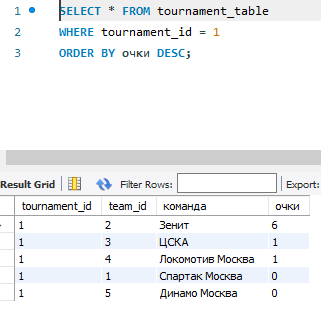 1 SELECT * FROM tournament_table
2 WHERE tournament_id = 1
3 ORDER BY очки DESC;
Result Grid Filter Rows: Export:
tournament_id team_id команда очки
1 2 Зенит 6
1 3 ЦСКА 1
1 4 Локомотив Москва 1
1 1 Спартак Москва 0
1 5 Динамо Москва 0